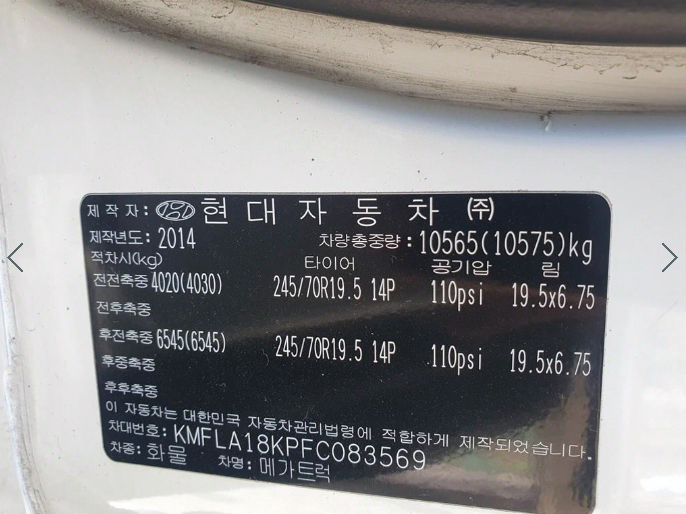 제작자: 현대자동차 ㈜
제작년도: 2014 차량총중량: 10565(10575)kg
적차시(kg) 타이어 공기압 림
전전축중 4020(4030) 245/70R19.5 14P 110psi 19.5x6.75
전후축중
후전축중 6545(6545) 245/70R19.5 14P 110psi 19.5x6.75
후중축중
후후축중
이 자동차는 대한민국 자동차관리법령에 적합하게 제작되었습니다.
차대번호: KMFLA18KPFC083569
차종: 화물 차명: 메가트럭